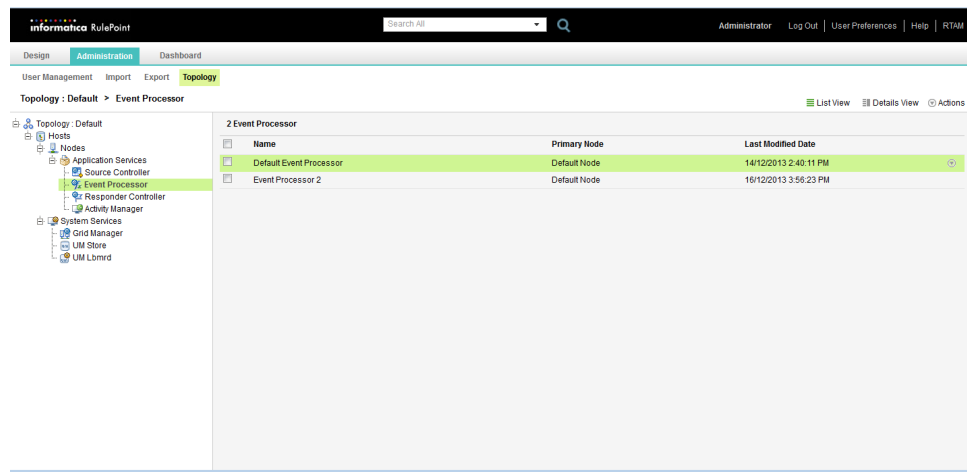 informatica RulePoint
Search All
Administrator Log Out | User Preferences | Help | RTAM
Design Administration Dashboard
User Management Import Export Topology
Topology : Default > Event Processor
List View Details View Actions
Topology : Default
Hosts
Nodes
Application Services
Source Controller
Event Processor
Responder Controller
Activity Manager
System Services
Grid Manager
UM Store
UM Lbmrd
2 Event Processor
Name Primary Node Last Modified Date
Default Event Processor Default Node 14/12/2013 2:40:11 PM
Event Processor 2 Default Node 16/12/2013 3:56:23 PM